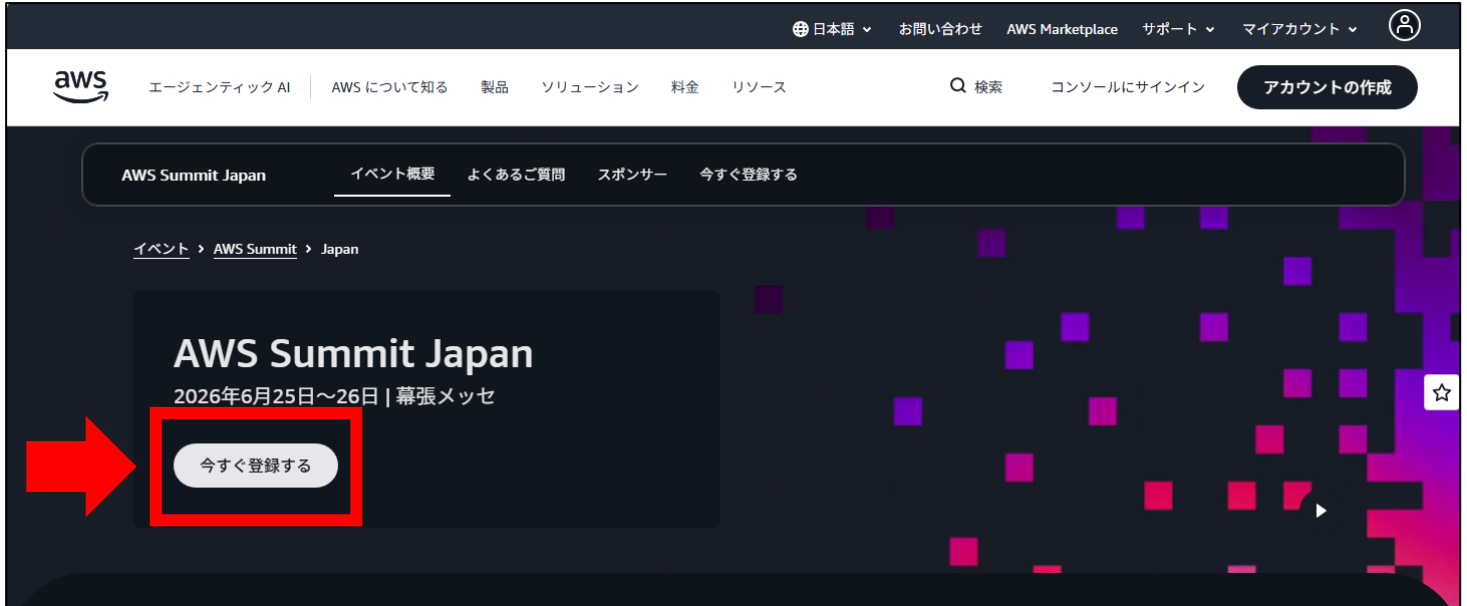 日本語 お問い合わせ AWS Marketplace サポート マイアカウント
aws エージェンティック AI AWS について知る 製品 ソリューション 料金 リソース 検索 コンソールにサインイン アカウントの作成
AWS Summit Japan イベント概要 よくあるご質問 スポンサー 今すぐ登録する
イベント > AWS Summit > Japan
AWS Summit Japan
2026年6月25日～26日 | 幕張メッセ
今すぐ登録する